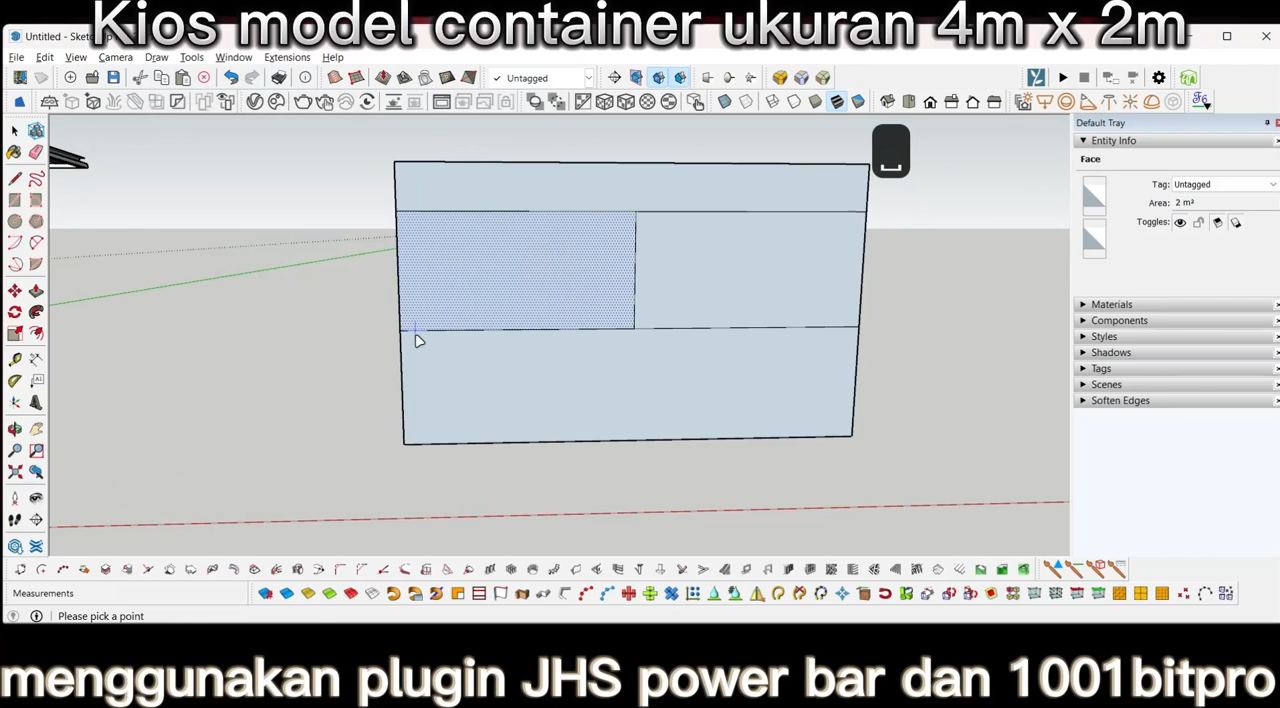 Kios model container ukuran 4m x 2m
Untitled - Sketch
File Edit View Camera Draw Tools Window Extensions Help
Untagged
Default Tray
Entity Info
Face
Tag: Untagged
Area: 2 m²
Toggles:
Materials
Components
Styles
Shadows
Tags
Scenes
Soften Edges
Measurements
Please pick a point
menggunakan plugin JHS power bar dan 1001bitpro